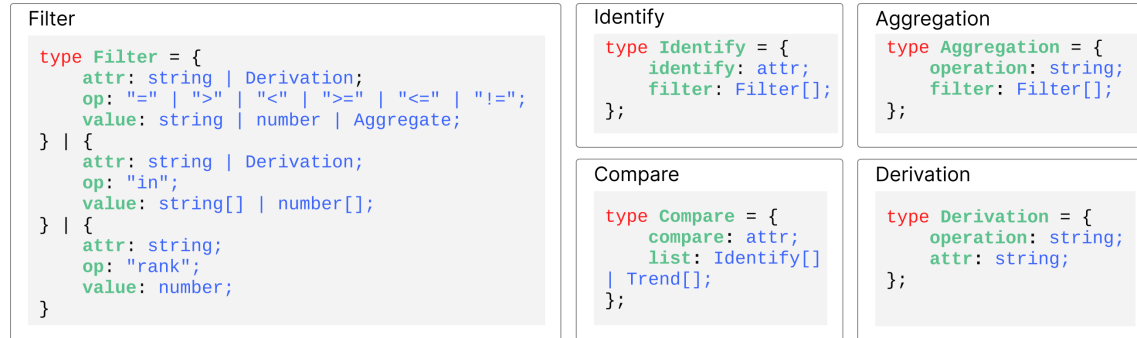 Filter
type Filter = {
    attr: string | Derivation;
    op: "=" | ">" | "<" | ">=" | "<=" | "!=";
    value: string | number | Aggregate;
} | {
    attr: string | Derivation;
    op: "in";
    value: string[] | number[];
} | {
    attr: string;
    op: "rank";
    value: number;
}
Identify
type Identify = {
    identify: attr;
    filter: Filter[];
};
Aggregation
type Aggregation = {
    operation: string;
    filter: Filter[];
};
Compare
type Compare = {
    compare: attr;
    list: Identify[]
| Trend[];
};
Derivation
type Derivation = {
    operation: string;
    attr: string;
};